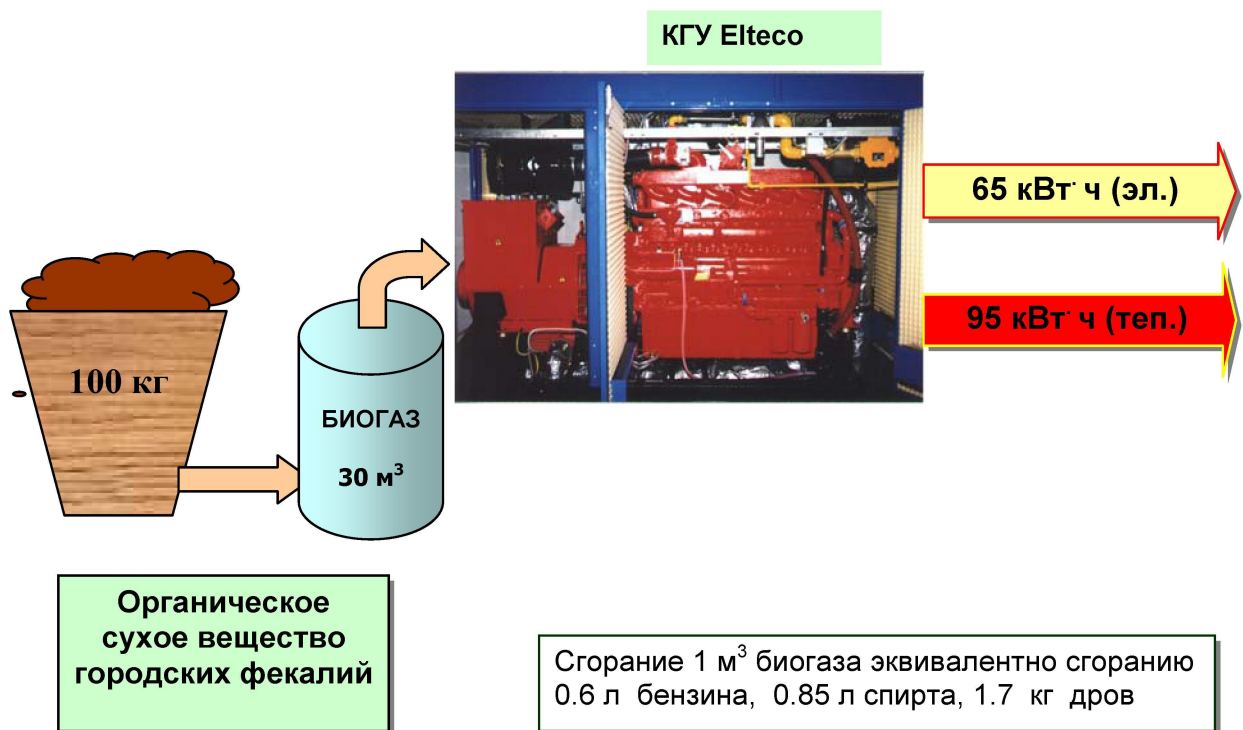 КГУ Elteco
65 кВт· ч (эл.)
95 кВт· ч (теп.)
100 кг
БИОГАЗ
30 м³
Органическое
сухое вещество
городских фекалий
Сгорание 1 м³ биогаза эквивалентно сгоранию
0.6 л бензина, 0.85 л спирта, 1.7 кг дров